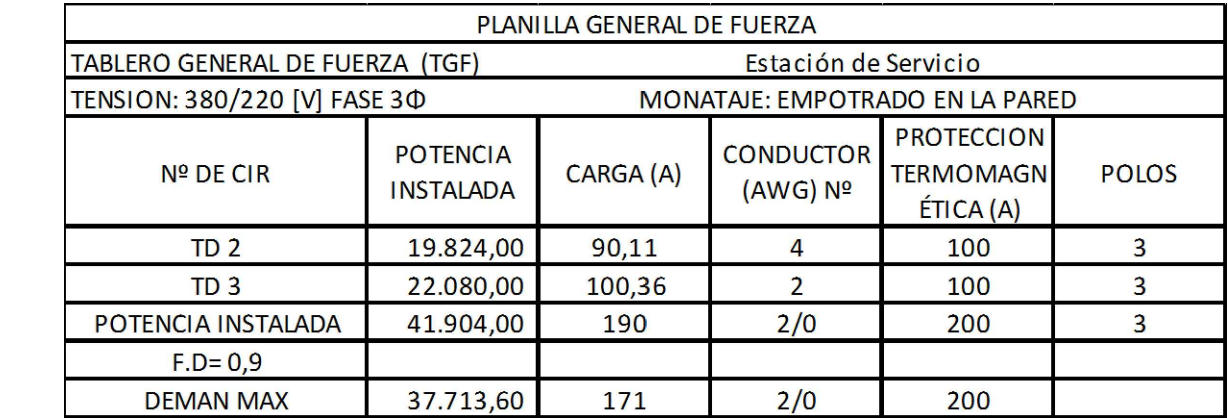 PLANILLA GENERAL DE FUERZA
TABLERO GENERAL DE FUERZA (TGF) Estación de Servicio
TENSION: 380/220 [V] FASE 3Φ MONATAJE: EMPOTRADO EN LA PARED
Nº DE CIR POTENCIA INSTALADA CARGA (A) CONDUCTOR (AWG) Nº PROTECCION TERMOMAGNÉTICA (A) POLOS
TD 2 19.824,00 90,11 4 100 3
TD 3 22.080,00 100,36 2 100 3
POTENCIA INSTALADA 41.904,00 190 2/0 200 3
F.D= 0,9
DEMAN MAX 37.713,60 171 2/0 200